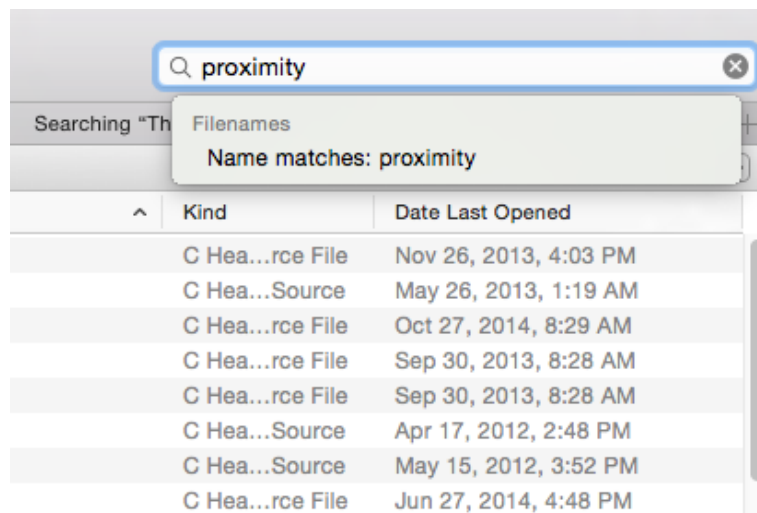 proximity
Searching “Th
Filenames
Name matches: proximity
Kind Date Last Opened
C Hea...rce File Nov 26, 2013, 4:03 PM
C Hea...Source May 26, 2013, 1:19 AM
C Hea...rce File Oct 27, 2014, 8:29 AM
C Hea...rce File Sep 30, 2013, 8:28 AM
C Hea...rce File Sep 30, 2013, 8:28 AM
C Hea...Source Apr 17, 2012, 2:48 PM
C Hea...Source May 15, 2012, 3:52 PM
C Hea...rce File Jun 27, 2014, 4:48 PM